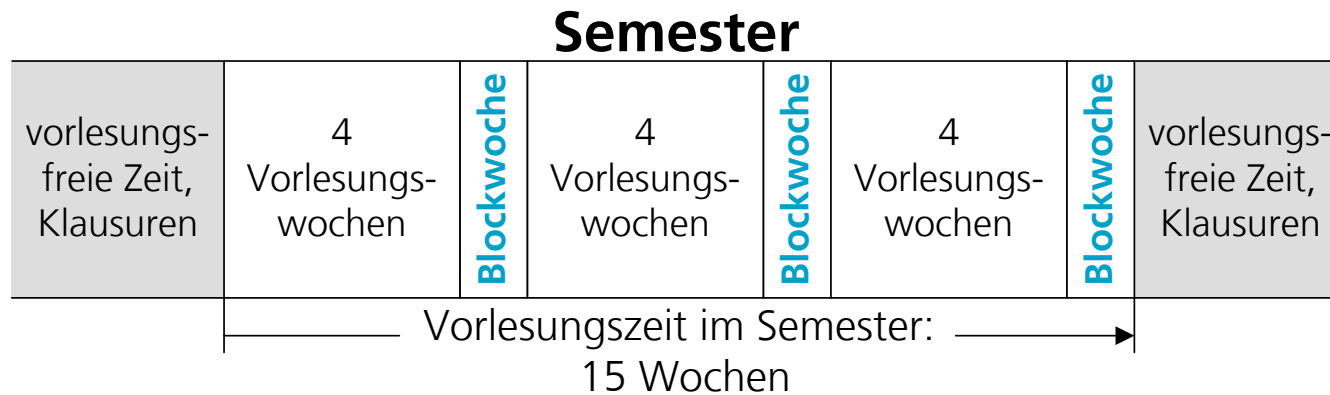 Semester
vorlesungs-
freie Zeit,
Klausuren
4
Vorlesungs-
wochen
Blockwoche
4
Vorlesungs-
wochen
Blockwoche
4
Vorlesungs-
wochen
Blockwoche
vorlesungs-
freie Zeit,
Klausuren
Vorlesungszeit im Semester:
15 Wochen